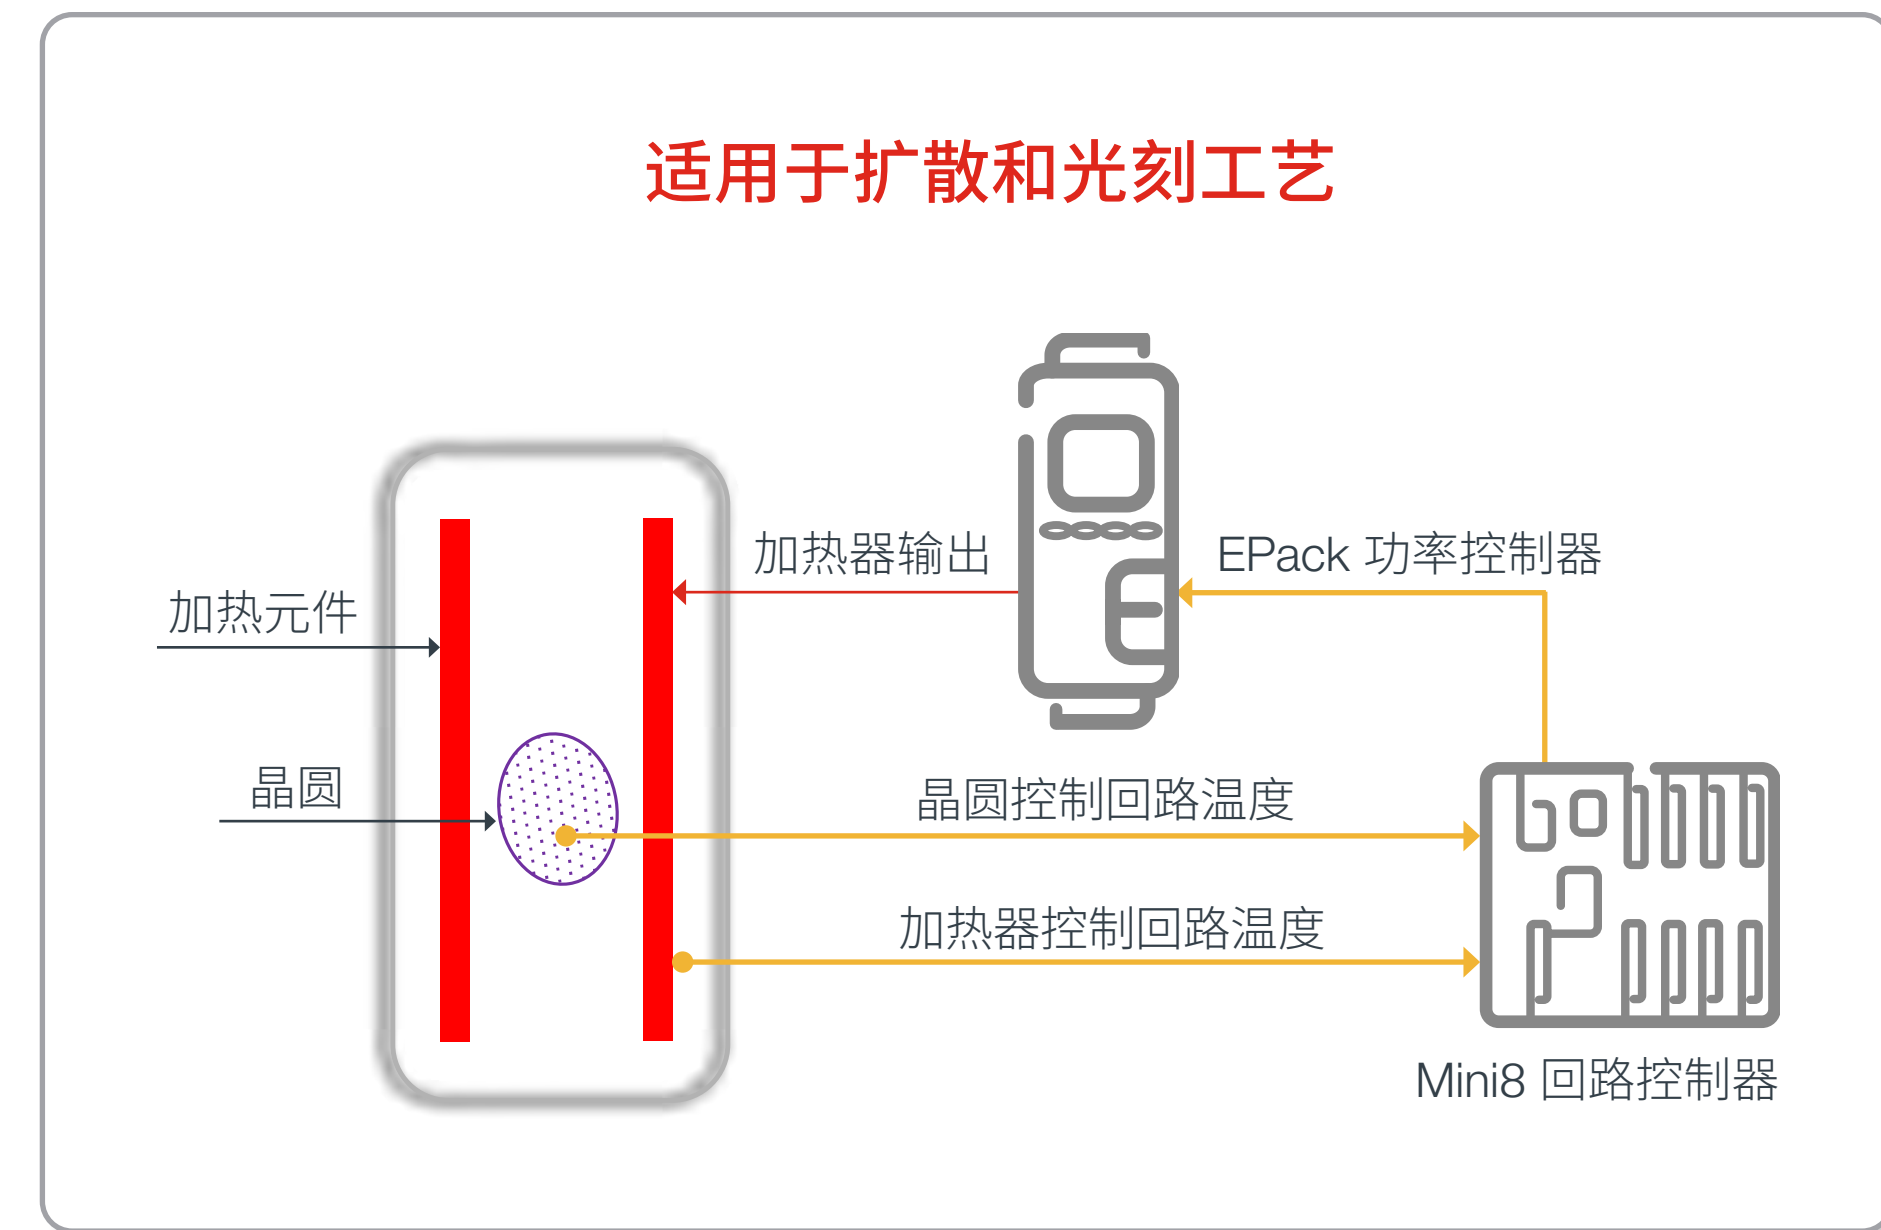 适用于扩散和光刻工艺
加热器输出
EPack 功率控制器
加热元件
晶圆
晶圆控制回路温度
加热器控制回路温度
Mini8 回路控制器